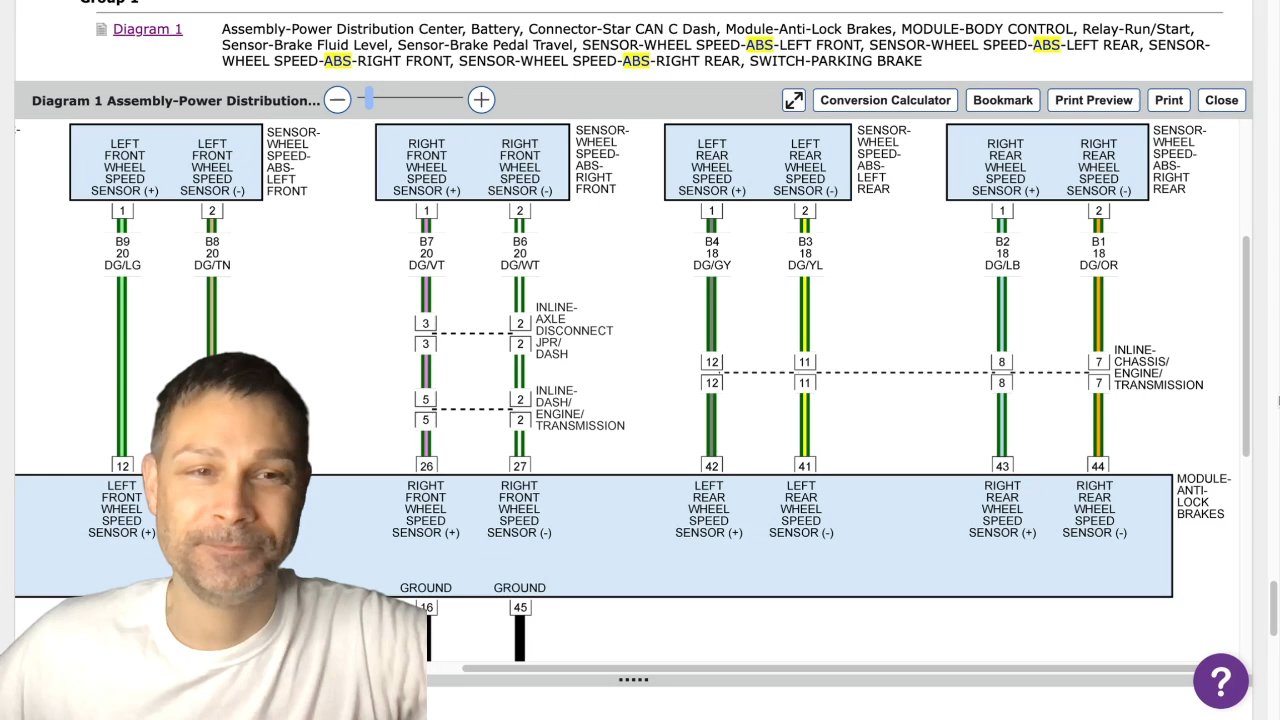 Diagram 1 Assembly-Power Distribution Center, Battery, Connector-Star CAN C Dash, Module-Anti-Lock Brakes, MODULE-BODY CONTROL, Relay-Run/Start,
Sensor-Brake Fluid Level, Sensor-Brake Pedal Travel, SENSOR-WHEEL SPEED-ABS-LEFT FRONT, SENSOR-WHEEL SPEED-ABS-LEFT REAR, SENSOR-
WHEEL SPEED-ABS-RIGHT FRONT, SENSOR-WHEEL SPEED-ABS-RIGHT REAR, SWITCH-PARKING BRAKE
Diagram 1 Assembly-Power Distribution...
Conversion Calculator
Bookmark
Print Preview
Print
Close
LEFT
FRONT
WHEEL
SPEED
SENSOR (+)
LEFT
FRONT
WHEEL
SPEED
SENSOR (-)
SENSOR-
WHEEL
SPEED-
ABS-
LEFT
FRONT
RIGHT
FRONT
WHEEL
SPEED
SENSOR (+)
RIGHT
FRONT
WHEEL
SPEED
SENSOR (-)
SENSOR-
WHEEL
SPEED-
ABS-
RIGHT
FRONT
LEFT
REAR
WHEEL
SPEED
SENSOR (+)
LEFT
REAR
WHEEL
SPEED
SENSOR (-)
SENSOR-
WHEEL
SPEED-
ABS-
LEFT
REAR
RIGHT
REAR
WHEEL
SPEED
SENSOR (+)
RIGHT
REAR
WHEEL
SPEED
SENSOR (-)
SENSOR-
WHEEL
SPEED-
ABS-
RIGHT
REAR
1 2 1 2 1 2 1 2
B9 B8 B7 B6 B4 B3 B2 B1
20 20 20 20 18 18 18 18
DG/LG DG/TN DG/VT DG/WT DG/GY DG/YL DG/LB DG/OR
3 2
3 2
INLINE-
AXLE
DISCONNECT
JPR/
DASH
12 11 8 7
12 11 8 7
INLINE-
CHASSIS/
ENGINE/
TRANSMISSION
5 2
5 2
INLINE-
DASH/
ENGINE/
TRANSMISSION
12 26 27 42 41 43 44
LEFT
FRONT
WHEEL
SPEED
SENSOR (+)
RIGHT
FRONT
WHEEL
SPEED
SENSOR (+)
RIGHT
FRONT
WHEEL
SPEED
SENSOR (-)
LEFT
REAR
WHEEL
SPEED
SENSOR (+)
LEFT
REAR
WHEEL
SPEED
SENSOR (-)
RIGHT
REAR
WHEEL
SPEED
SENSOR (+)
RIGHT
REAR
WHEEL
SPEED
SENSOR (-)
MODULE-
ANTI-
LOCK
BRAKES
GROUND GROUND
16 45
?